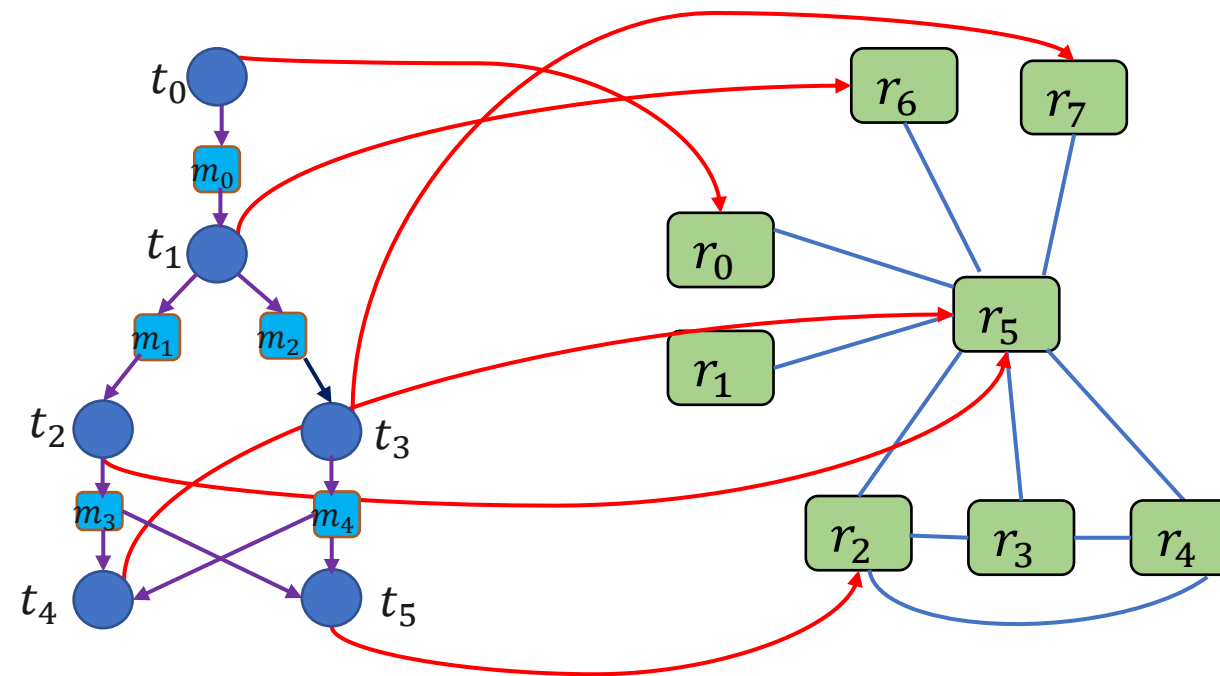 t₀
m₀
t₁
m₁
m₂
t₂
t₃
m₃
m₄
t₄
t₅
r₆
r₇
r₀
r₅
r₁
r₂
r₃
r₄